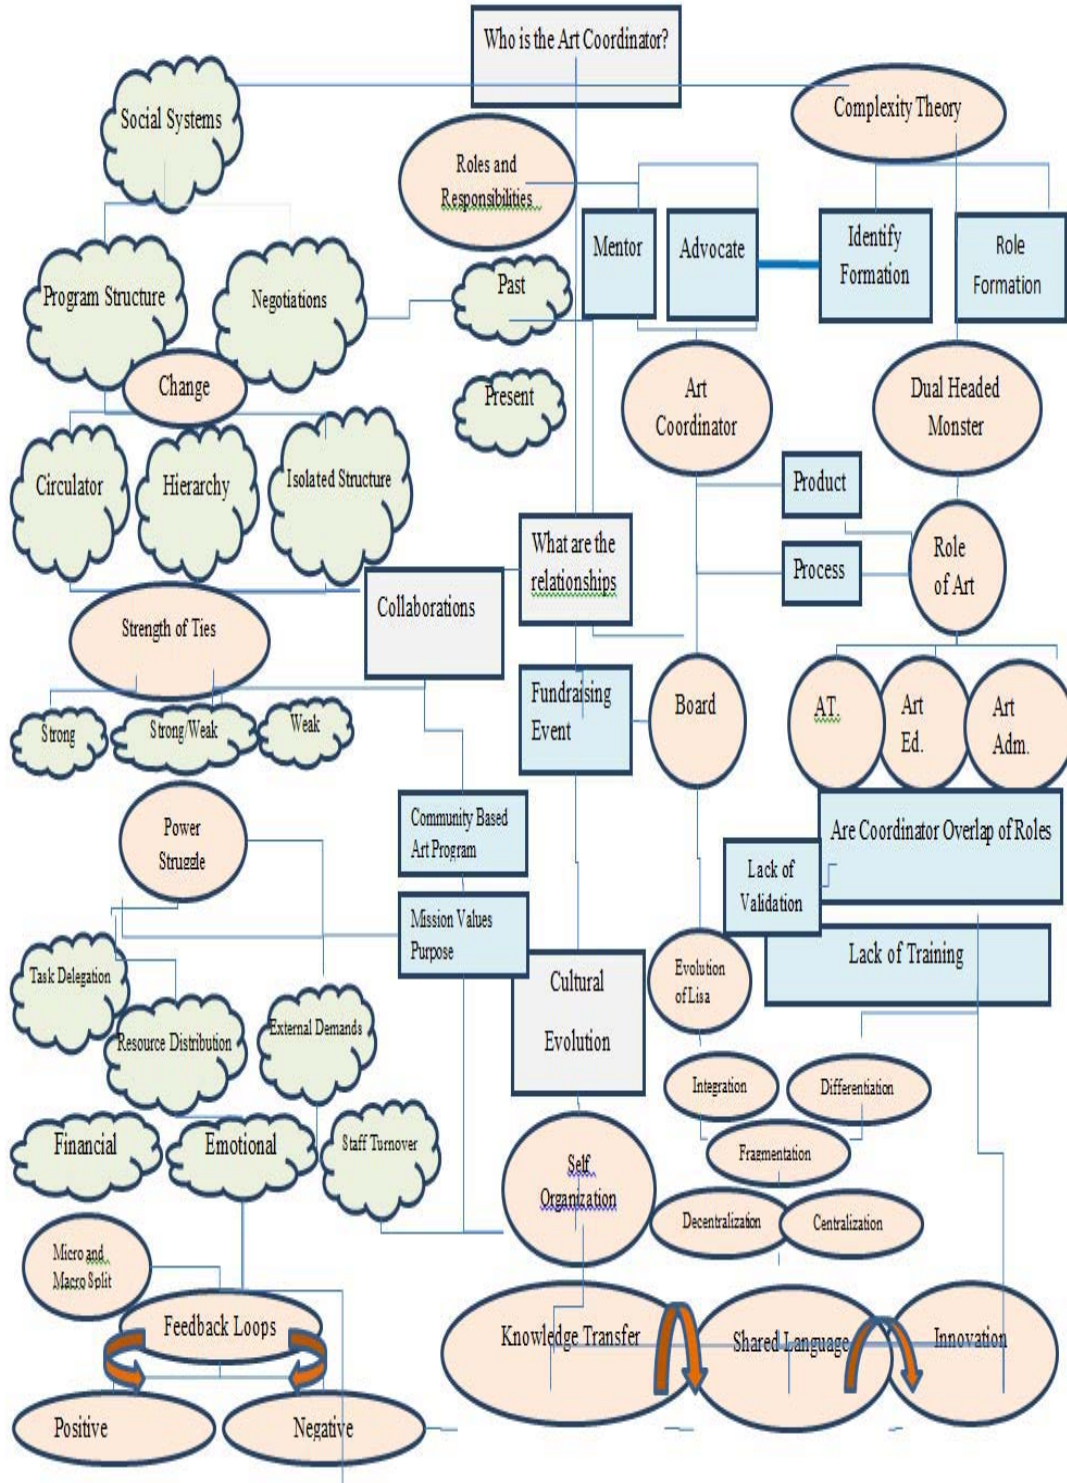 Who is the Art Coordinator?
Social Systems
Complexity Theory
Roles and
Responsibilities
Mentor
Advocate
Identify
Formation
Role
Formation
Program Structure
Negotiations
Past
Change
Present
Art
Coordinator
Dual Headed
Monster
Circulator
Hierarchy
Isolated Structure
Product
What are the
relationships
Process
Role
of Art
Collaborations
Strength of Ties
Fundraising
Event
Board
AT.
Art
Ed.
Art
Adm.
Strong
Strong/Weak
Weak
Power
Struggle
Community Based
Art Program
Are Coordinator Overlap of Roles
Lack of
Validation
Mission Values
Purpose
Lack of Training
Task Delegation
Resource Distribution
External Demands
Cultural
Evolution
Evolution
of Lisa
Integration
Differentiation
Financial
Emotional
Staff Turnover
Fragmentation
Self
Organization
Decentralization
Centralization
Micro and
Macro Split
Feedback Loops
Knowledge Transfer
Shared Language
Innovation
Positive
Negative